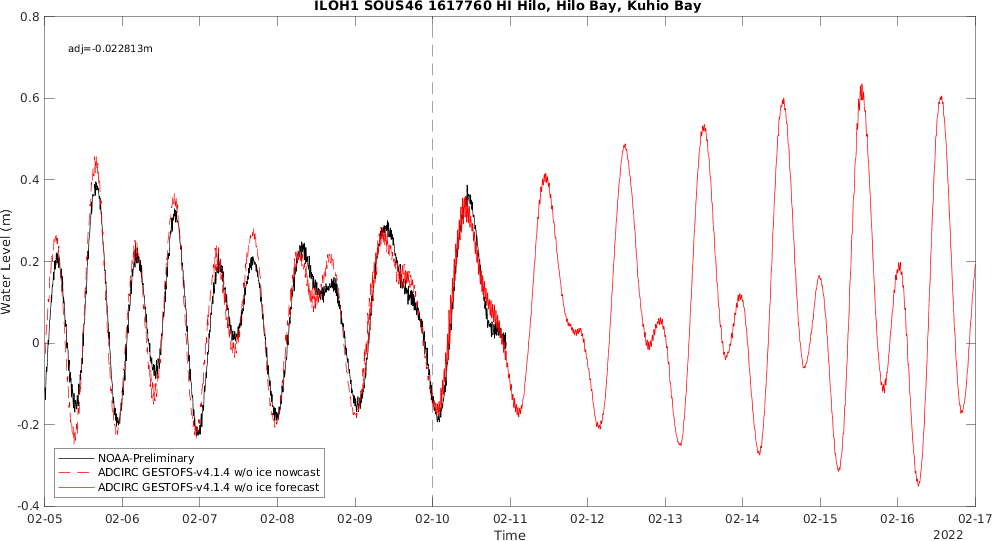 ILOH1 SOUS46 1617760 HI Hilo, Hilo Bay, Kuhio Bay
adj=-0.022813m
Water Level (m)
0.8
0.6
0.4
0.2
0
-0.2
-0.4
NOAA-Preliminary
ADCIRC GESTOFS-v4.1.4 w/o ice nowcast
ADCIRC GESTOFS-v4.1.4 w/o ice forecast
02-05 02-06 02-07 02-08 02-09 02-10 02-11 02-12 02-13 02-14 02-15 02-16 02-17
Time
2022